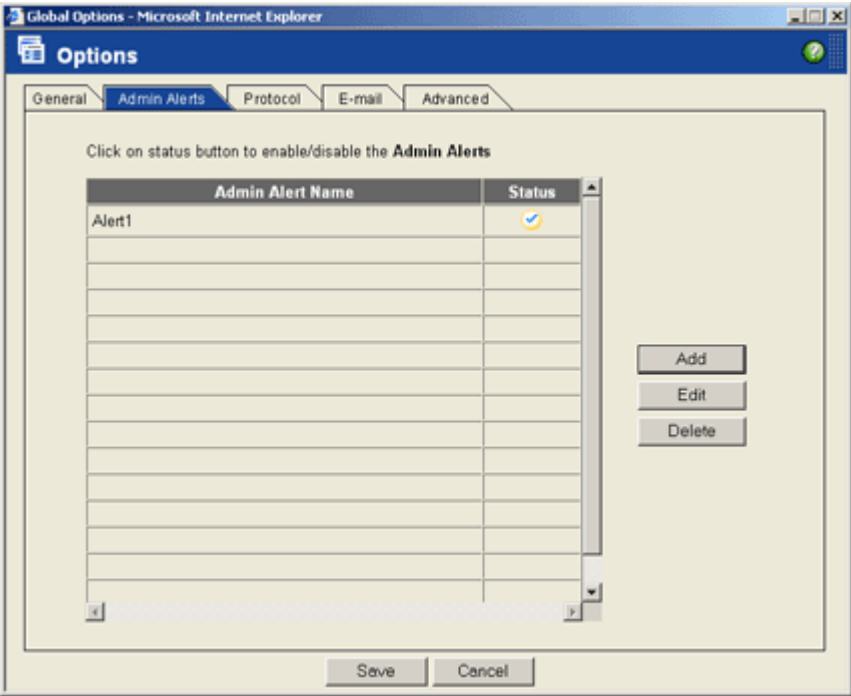 Global Options - Microsoft Internet Explorer
Options
General Admin Alerts Protocol E-mail Advanced
Click on status button to enable/disable the Admin Alerts
Admin Alert Name Status
Alert1
Add
Edit
Delete
Save Cancel